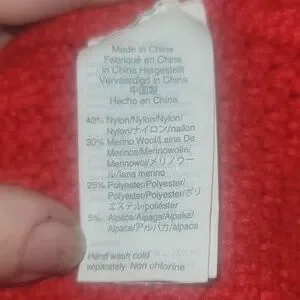 Made in China
Fabriqué en Chine
in China Hergestellt
Vervaardigd in China
中国製
Hecho en China
40% Nylon/Nylon/Nylon/
Nylon/ナイロン/nailon
30% Merino Wool/Laine De
Merinos/Merinowolla/
Merinowol/メリノウー
ル/lana merino
25% Polyester/Polyester/
Polyester/Polyester/ポリ
エステル/poliéster
5% Alpaca/Alpaga/Alpaka/
Alpaca/アルパカ/alpaca
Hand wash cold
separately. Non chlorine